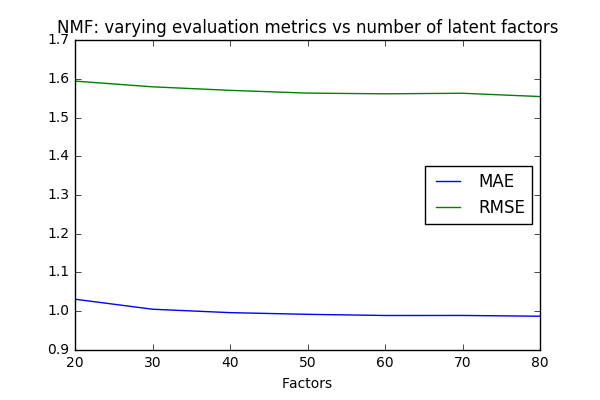 NMF: varying evaluation metrics vs number of latent factors
1.7
1.6
1.5
1.4
1.3
1.2
1.1
1.0
0.9
MAE
RMSE
20 30 40 50 60 70 80
Factors